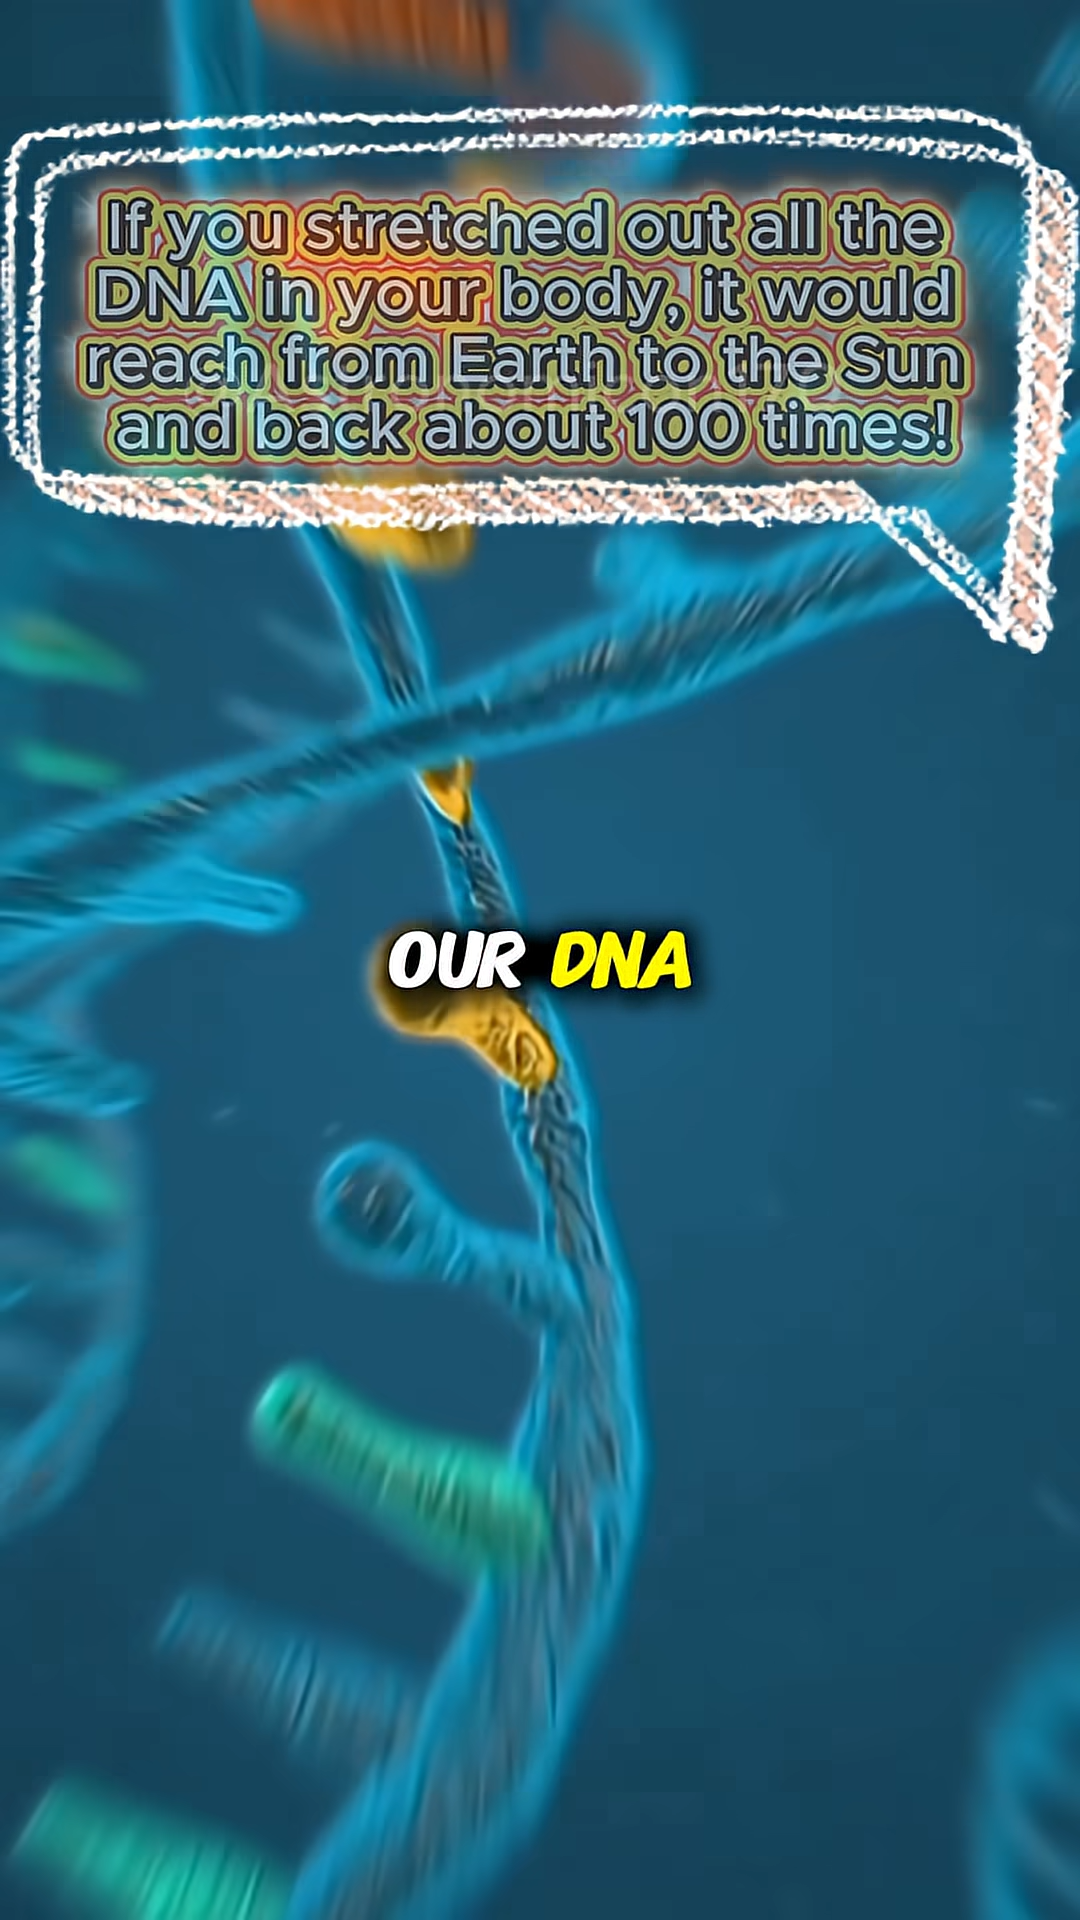 If you stretched out all the
DNA in your body, it would
reach from Earth to the Sun
and back about 100 times!
OUR DNA